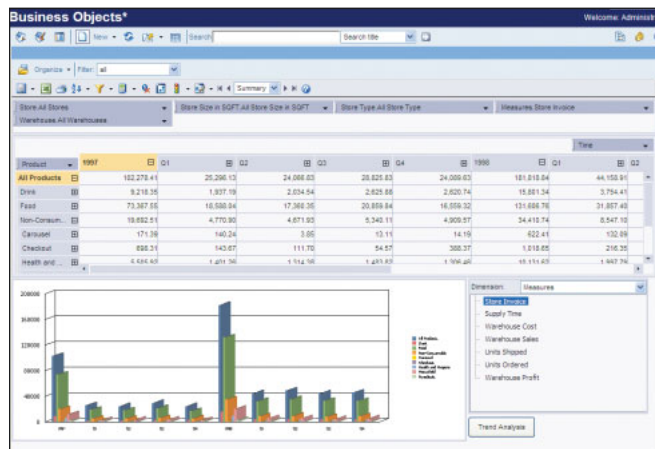 Business Objects*
Welcome: Administr
New
Search
Search title
Organize
Filter: all
Summary
Store.All Stores
Store Size in SQFT.All Store Size in SQFT
Store Type.All Store Type
Measures.Store Invoice
Warehouse.All Warehouses
Time
Product 1997 Q1 Q2 Q3 Q4 1998 Q1 Q2
All Products 102,278.41 25,296.13 24,066.83 28,825.83 24,089.63 181,818.84 44,158.91
Drink 9,218.35 1,937.19 2,034.54 2,625.88 2,620.74 15,881.34 3,754.41
Food 73,367.55 18,588.04 17,360.35 20,859.84 16,559.32 131,686.76 31,857.40
Non-Consum... 19,692.51 4,770.90 4,671.93 5,340.11 4,909.57 34,410.74 8,547.10
Carousel 171.39 140.24 3.85 13.11 14.19 622.41 132.89
Checkout 698.31 143.67 111.70 54.57 388.37 1,018.65 216.35
Health and ...
Dimension: Measures
Store Invoice
Supply Time
Warehouse Cost
Warehouse Sales
Units Shipped
Units Ordered
Warehouse Profit
Trend Analysis
200000
160000
120000
80000
40000
0